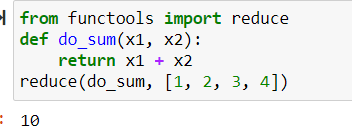 from functools import reduce
def do_sum(x1, x2):
    return x1 + x2
reduce(do_sum, [1, 2, 3, 4])
: 10